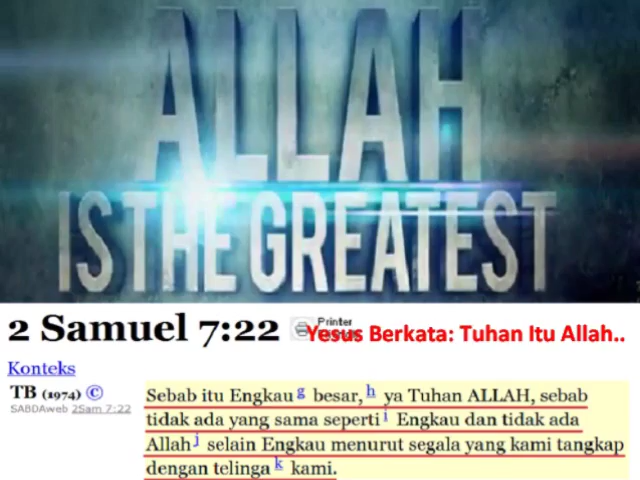 ALLAH
IS THE GREATEST
2 Samuel 7:22
Printer
Yesus Berkata: Tuhan Itu Allah..
Konteks
TB (1974) ©
SABDAweb 2Sam 7:22
Sebab itu Engkau g besar, h ya Tuhan ALLAH, sebab
tidak ada yang sama seperti i Engkau dan tidak ada
Allah j selain Engkau menurut segala yang kami tangkap
dengan telinga k kami.